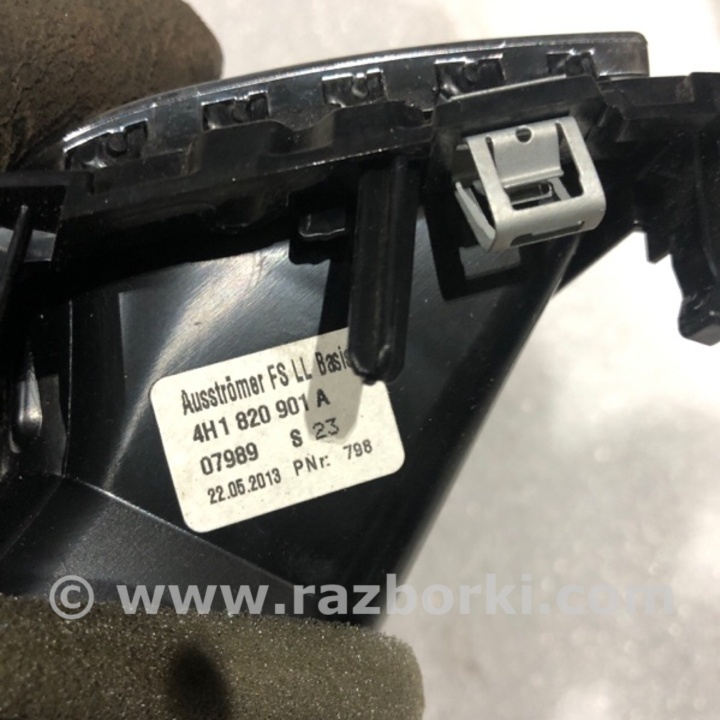 Ausströmer FS LL Basis
4H1 820 901 A
07989 S 23
22.05.2013 PNr: 798
© www.razborki.com